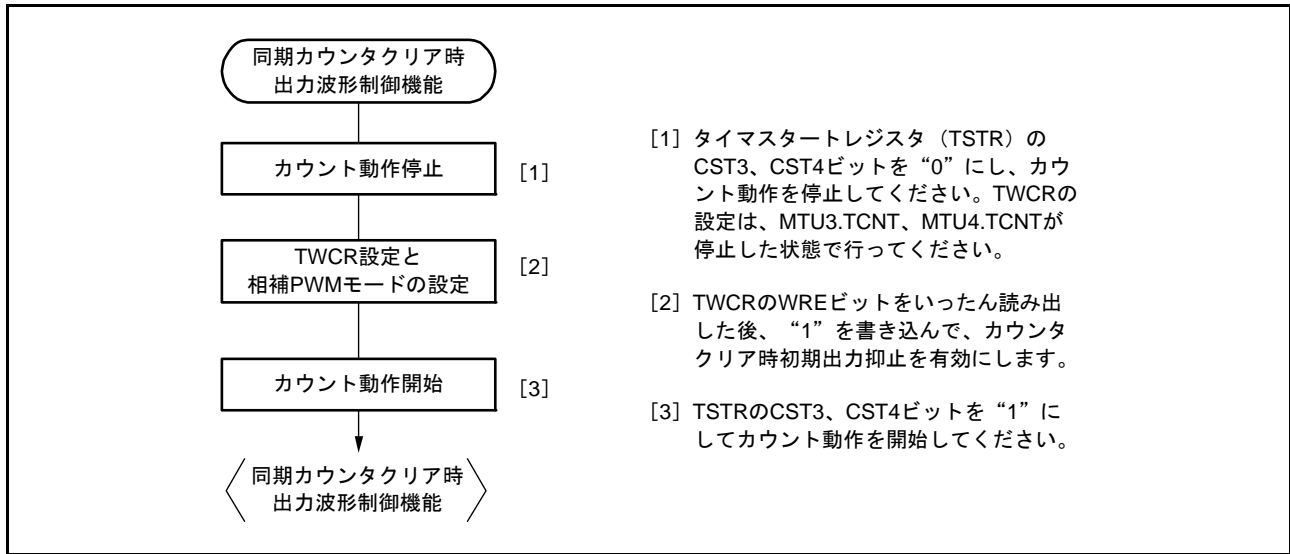 同期カウンタクリア時
出力波形制御機能
カウント動作停止 [1]
TWCR設定と
相補PWMモードの設定 [2]
カウント動作開始 [3]
同期カウンタクリア時
出力波形制御機能
[1] タイマスタートレジスタ（TSTR）の
CST3、CST4ビットを“0”にし、カウ
ント動作を停止してください。TWCRの
設定は、MTU3.TCNT、MTU4.TCNTが
停止した状態で行ってください。
[2] TWCRのWREビットをいったん読み出
した後、“1”を書き込んで、カウンタ
クリア時初期出力抑止を有効にします。
[3] TSTRのCST3、CST4ビットを“1”に
してカウント動作を開始してください。